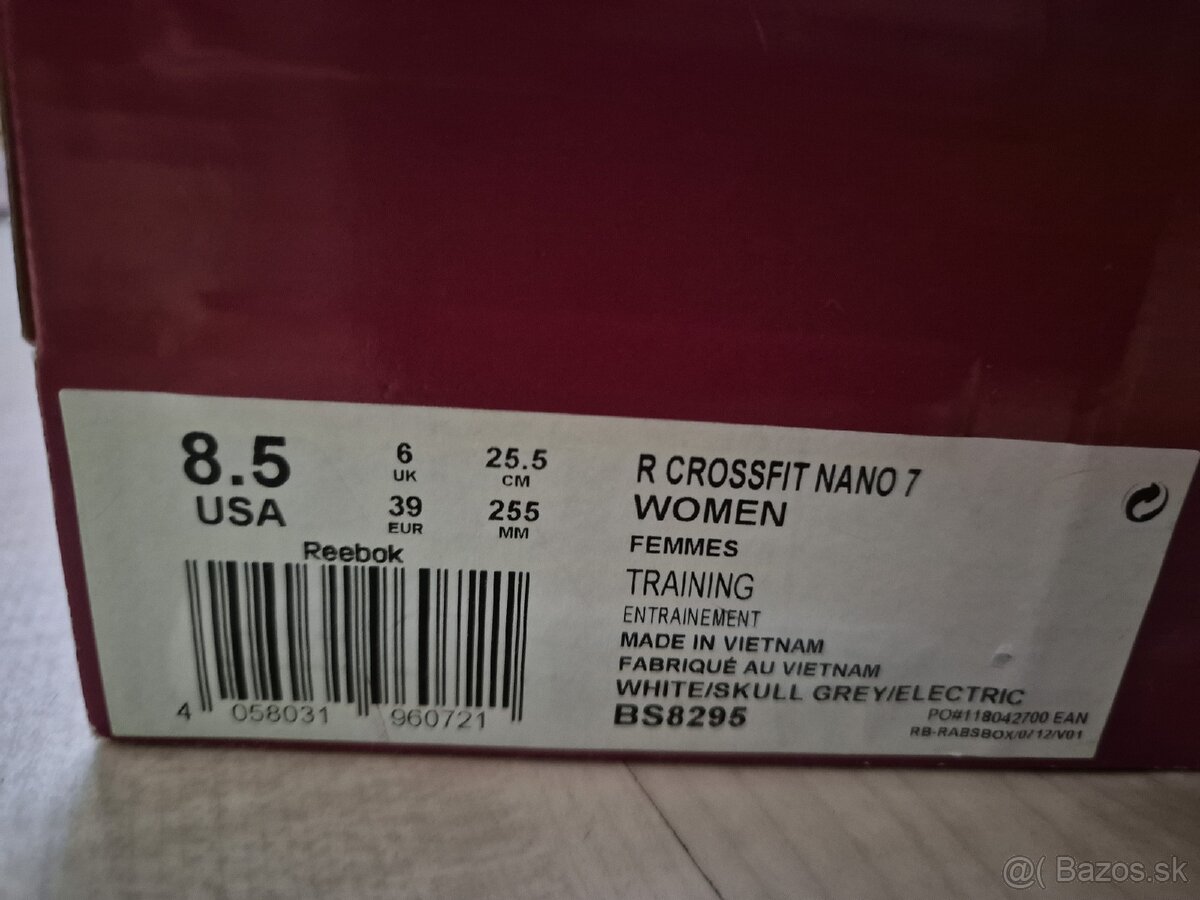 8.5
USA
6
UK
39
EUR
25.5
CM
255
MM
Reebok
4 058031 960721
R CROSSFIT NANO 7
WOMEN
FEMMES
TRAINING
ENTRAINEMENT
MADE IN VIETNAM
FABRIQUÉ AU VIETNAM
WHITE/SKULL GREY/ELECTRIC
BS8295
PO#118042700 EAN
RB-RABSBOX/0/12/V01
@( Bazos.sk